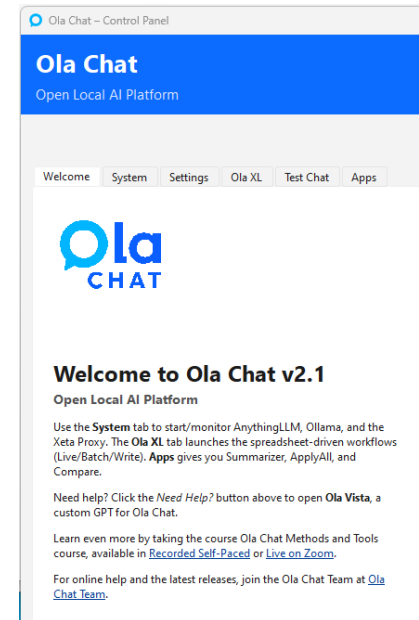 Ola Chat – Control Panel
Ola Chat
Open Local AI Platform
Welcome System Settings Ola XL Test Chat Apps
Ola
CHAT
Welcome to Ola Chat v2.1
Open Local AI Platform
Use the System tab to start/monitor AnythingLLM, Ollama, and the
Xeta Proxy. The Ola XL tab launches the spreadsheet-driven workflows
(Live/Batch/Write). Apps gives you Summarizer, ApplyAll, and
Compare.
Need help? Click the Need Help? button above to open Ola Vista, a
custom GPT for Ola Chat.
Learn even more by taking the course Ola Chat Methods and Tools
course, available in Recorded Self-Paced or Live on Zoom.
For online help and the latest releases, join the Ola Chat Team at Ola
Chat Team.